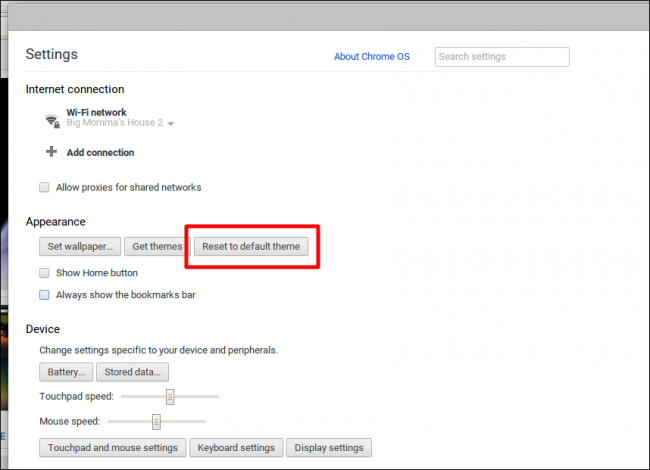 Settings
About Chrome OS
Search settings
Internet connection
Wi-Fi network
Big Momma's House 2
Add connection
Allow proxies for shared networks
Appearance
Set wallpaper... Get themes Reset to default theme
Show Home button
Always show the bookmarks bar
Device
Change settings specific to your device and peripherals.
Battery... Stored data...
Touchpad speed:
Mouse speed:
Touchpad and mouse settings Keyboard settings Display settings